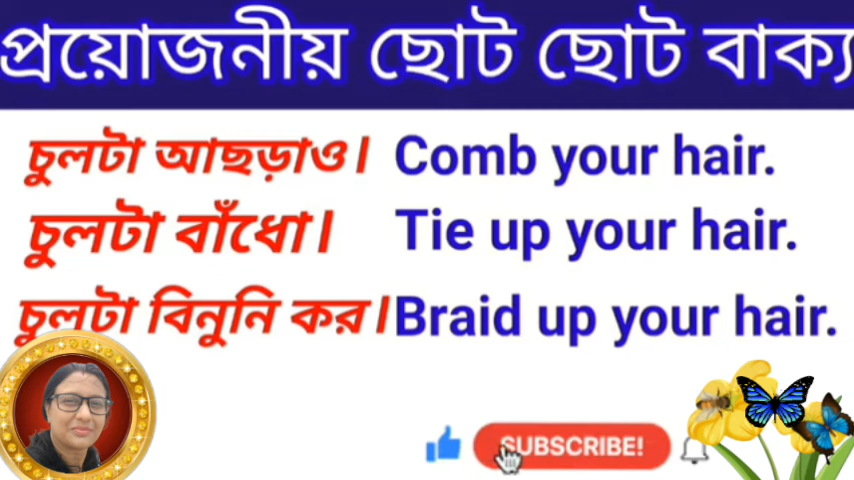 প্রয়োজনীয় ছোট ছোট বাক্য
চুলটা আছড়াও। Comb your hair.
চুলটা বাঁধো। Tie up your hair.
চুলটা বিনুনি কর। Braid up your hair.
SUBSCRIBE!